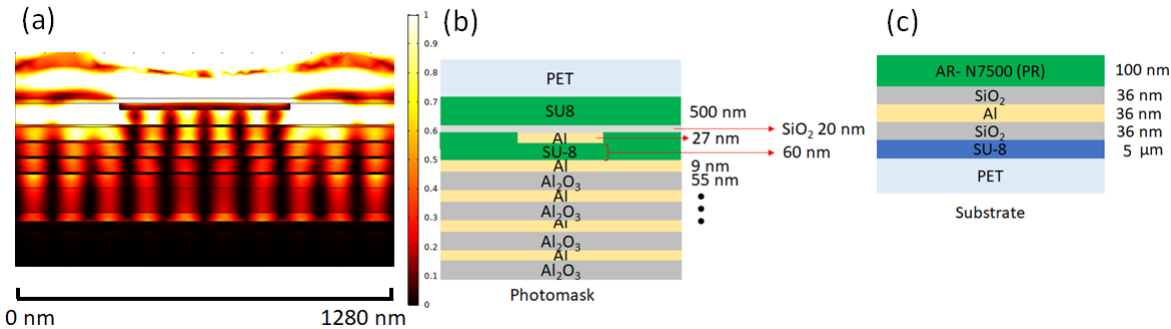 (a)
0 nm
1280 nm
1
0.9
0.8
0.7
0.6
0.5
0.4
0.3
0.2
0.1
0
(b)
PET
SU8
500 nm
SiO₂ 20 nm
Al
27 nm
SU-8
60 nm
Al
9 nm
Al₂O₃
55 nm
Al
Al₂O₃
Al
Al₂O₃
Al
Al₂O₃
Photomask
(c)
AR- N7500 (PR)
100 nm
SiO₂
36 nm
Al
36 nm
SiO₂
36 nm
SU-8
5 µm
PET
Substrate